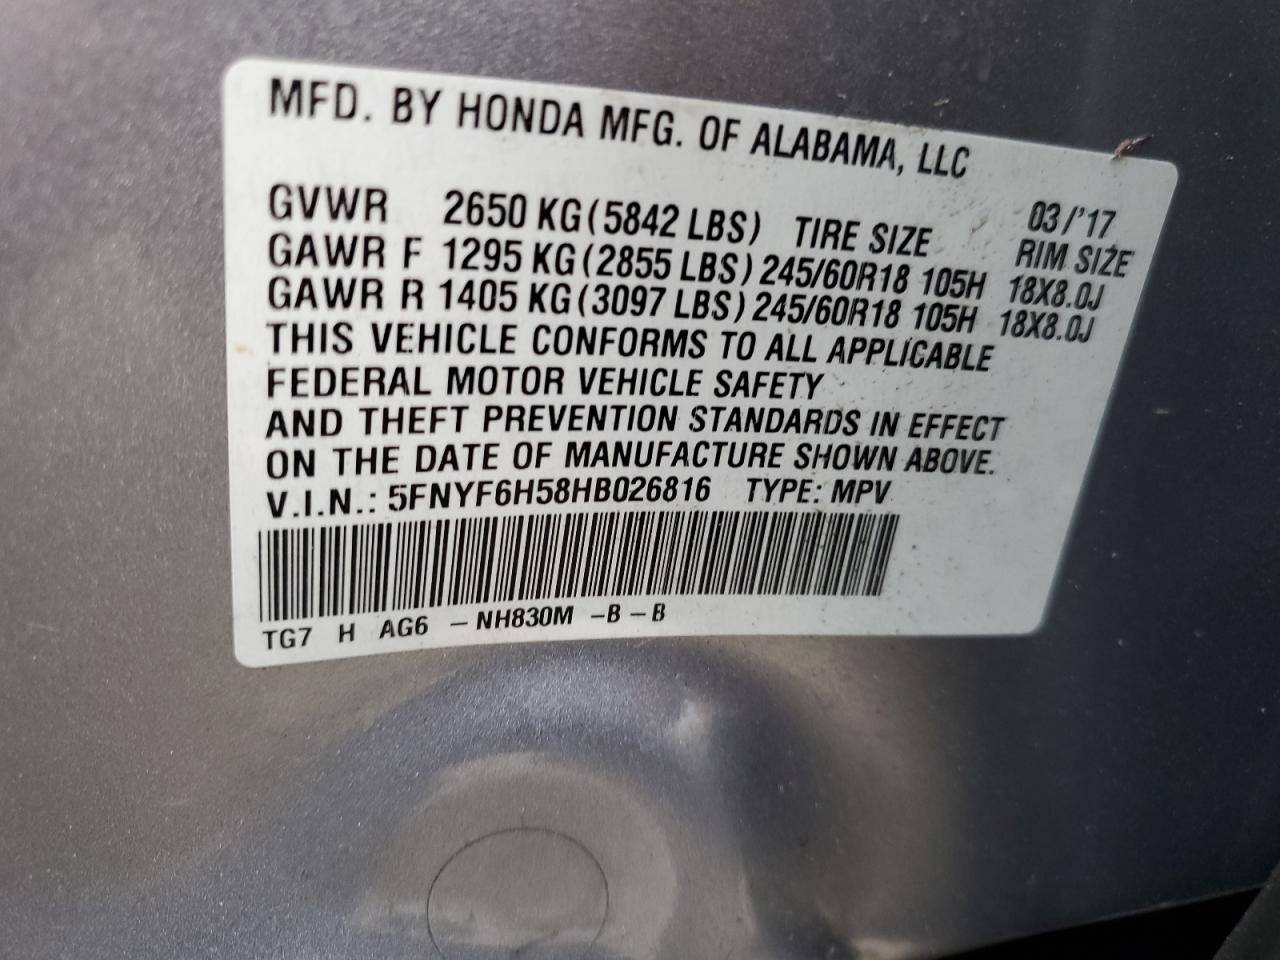 MFD. BY HONDA MFG. OF ALABAMA, LLC
03/'17
GVWR 2650 KG (5842 LBS) TIRE SIZE RIM SIZE
GAWR F 1295 KG (2855 LBS) 245/60R18 105H 18X8.0J
GAWR R 1405 KG (3097 LBS) 245/60R18 105H 18X8.0J
THIS VEHICLE CONFORMS TO ALL APPLICABLE
FEDERAL MOTOR VEHICLE SAFETY
AND THEFT PREVENTION STANDARDS IN EFFECT
ON THE DATE OF MANUFACTURE SHOWN ABOVE.
V.I.N.: 5FNYF6H58HB026816 TYPE: MPV
TG7 H AG6 – NH830M –B – B